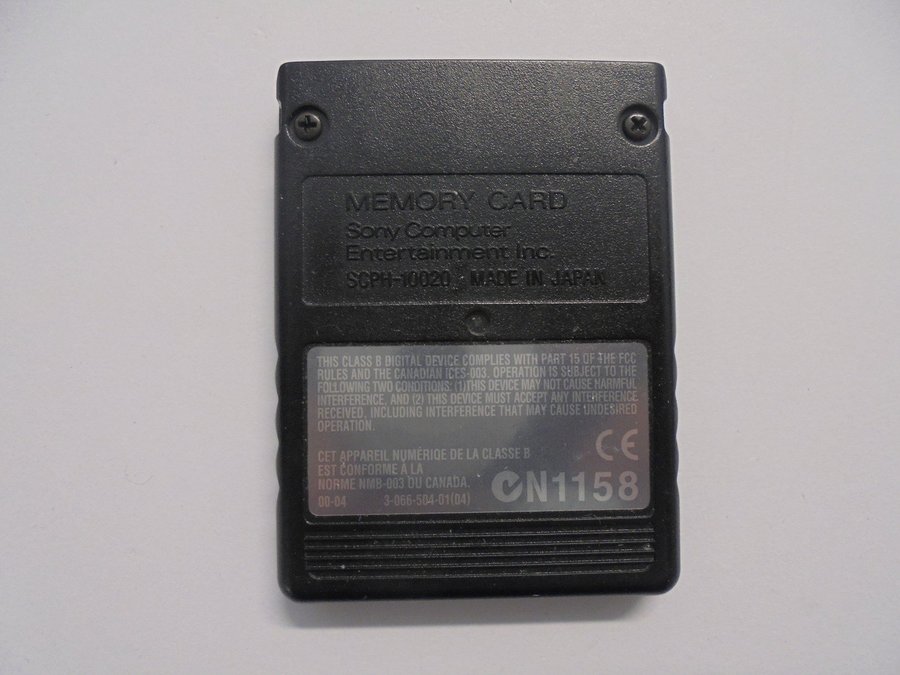 MEMORY CARD
Sony Computer
Entertainment Inc.
SCPH-10020 MADE IN JAPAN
THIS CLASS B DIGITAL DEVICE COMPLIES WITH PART 15 OF THE FCC
RULES AND THE CANADIAN ICES-003. OPERATION IS SUBJECT TO THE
FOLLOWING TWO CONDITIONS: (1)THIS DEVICE MAY NOT CAUSE HARMFUL
INTERFERENCE, AND (2) THIS DEVICE MUST ACCEPT ANY INTERFERENCE
RECEIVED, INCLUDING INTERFERENCE THAT MAY CAUSE UNDESIRED
OPERATION.
CE
CET APPAREIL NUMÉRIQE DE LA CLASSE B
EST CONFORME À LA
NORME NMB-003 DU CANADA.
N1158
00-04 3-066-504-01(04)